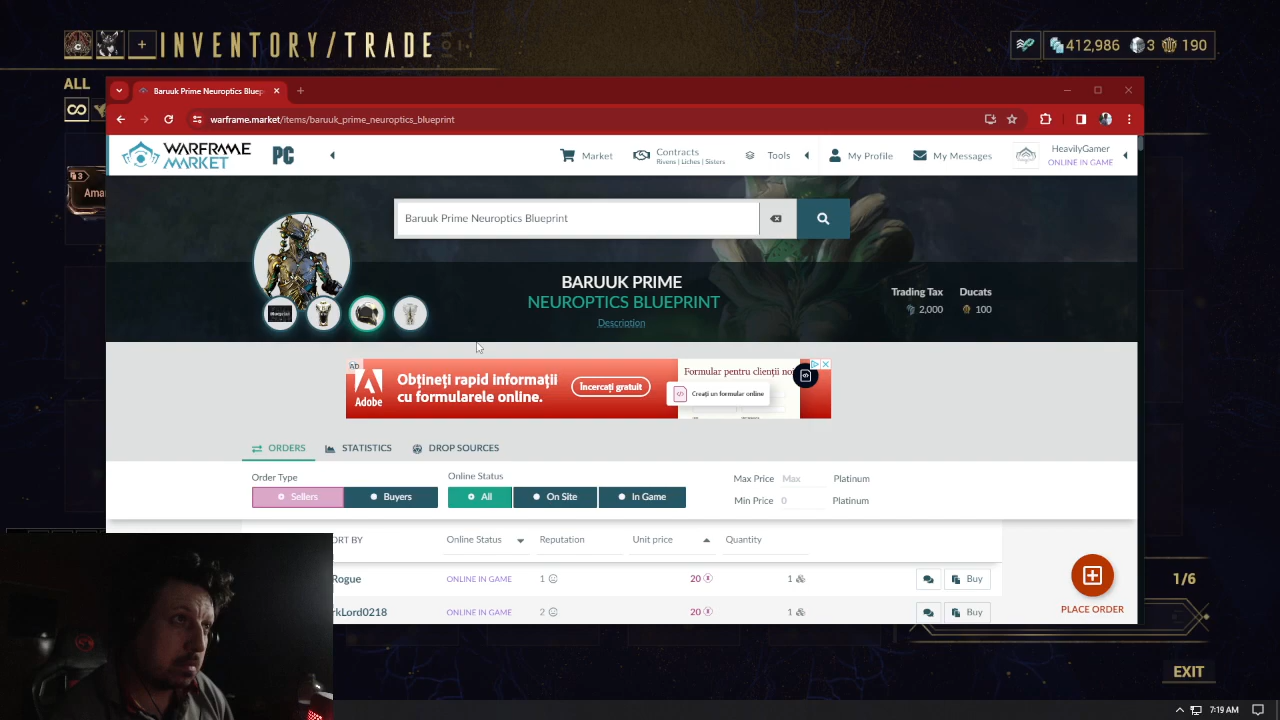 INVENTORY/TRADE
412,986 3 190
ALL
Baruuk Prime Neuroptics Bluep
warframe.market/items/baruuk_prime_neuroptics_blueprint
WARFRAME
MARKET
PC
Market
Contracts
Rivens | Liches | Sisters
Tools
My Profile
My Messages
HeavilyGamer
ONLINE IN GAME
3
Ama
Baruuk Prime Neuroptics Blueprint
BARUUK PRIME
NEUROPTICS BLUEPRINT
Description
Trading Tax Ducats
2,000 100
AD
Adobe
Obțineți rapid informații
cu formularele online.
Încercați gratuit
Formular pentru clienții noi
Creați un formular online
ORDERS STATISTICS DROP SOURCES
Order Type
Sellers Buyers
Online Status
All On Site In Game
Max Price Max Platinum
Min Price 0 Platinum
ORT BY Online Status Reputation Unit price Quantity
Rogue ONLINE IN GAME 1 20 1 Buy
rkLord0218 ONLINE IN GAME 2 20 1 Buy
PLACE ORDER
1/6
EXIT
7:19 AM